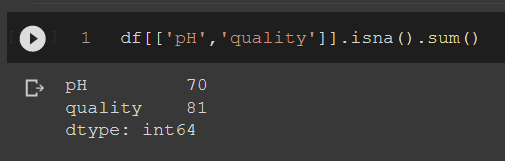 1 df[['pH','quality']].isna().sum()
pH 70
quality 81
dtype: int64